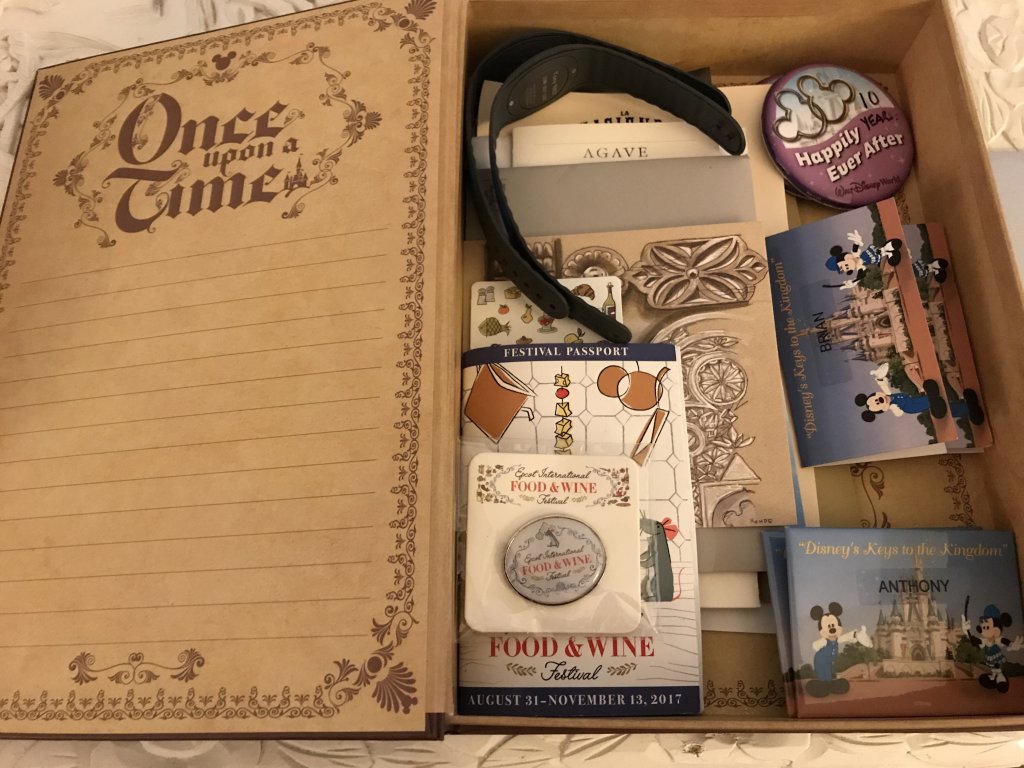 Once
upon a
Time
LA
AGAVE
10
YEAR
Happily
Ever After
Walt Disney World
"Disney's Keys to the Kingdom"
BRIAN
FESTIVAL PASSPORT
Epcot International
FOOD & WINE
Festival
Epcot International
FOOD & WINE
Festival
FOOD & WINE
Festival
AUGUST 31–NOVEMBER 13, 2017
"Disney's Keys to the Kingdom"
ANTHONY